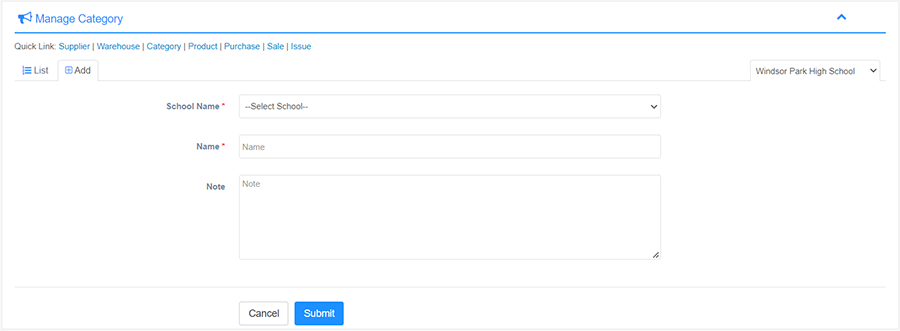 Manage Category
Quick Link: Supplier | Warehouse | Category | Product | Purchase | Sale | Issue
List Add Windsor Park High School
School Name * --Select School--
Name * Name
Note Note
Cancel Submit